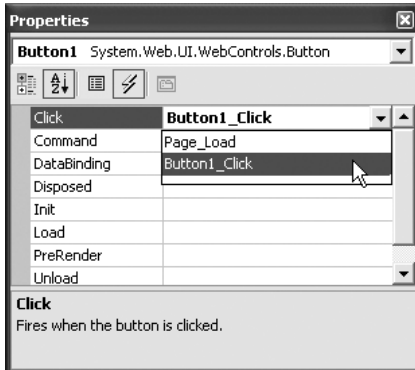 Properties
Button1 System.Web.UI.WebControls.Button
Click Button1_Click
Command Page_Load
DataBinding Button1_Click
Disposed
Init
Load
PreRender
Unload
Click
Fires when the button is clicked.